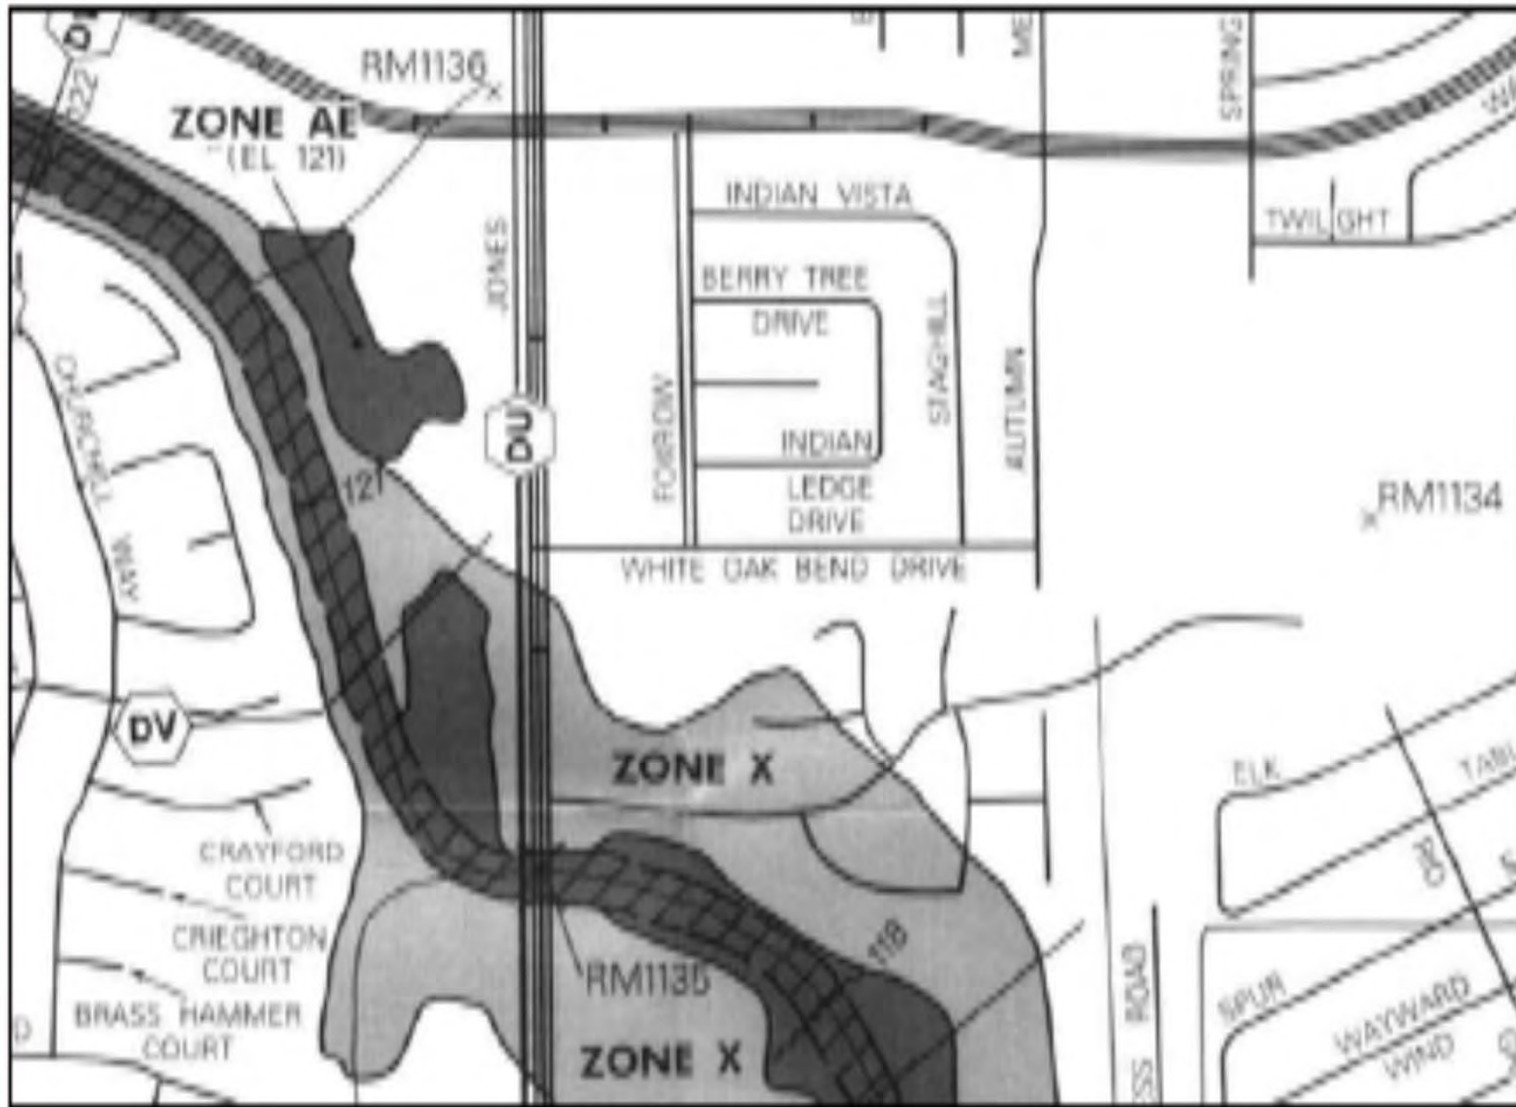 RM1136
ZONE AE
(EL 121)
JONES
SPRING
INDIAN VISTA
TWILIGHT
BERRY TREE
DRIVE
STAGHILL
AUTUMN
CHURCHILL WAY
DU
INDIAN
LEDGE
DRIVE
121
RM1134
WHITE OAK BEND DRIVE
DV
ZONE X
ELK
CRAYFORD
COURT
CRIEGHTON
COURT
118
RM1135
ROAD
SPUR
BRASS HAMMER
COURT
WAYWARD
WIND
ZONE X